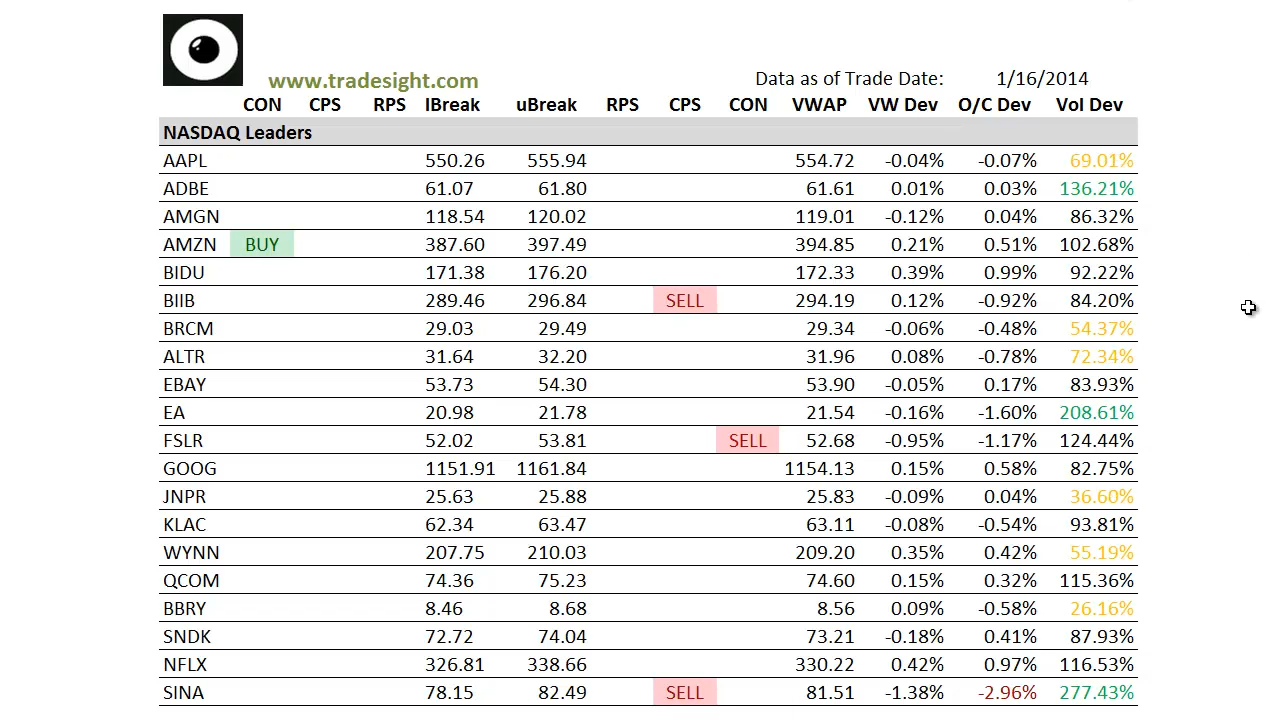 www.tradesight.com Data as of Trade Date: 1/16/2014
CON CPS RPS lBreak uBreak RPS CPS CON VWAP VW Dev O/C Dev Vol Dev
NASDAQ Leaders
AAPL 550.26 555.94 554.72 -0.04% -0.07% 69.01%
ADBE 61.07 61.80 61.61 0.01% 0.03% 136.21%
AMGN 118.54 120.02 119.01 -0.12% 0.04% 86.32%
AMZN BUY 387.60 397.49 394.85 0.21% 0.51% 102.68%
BIDU 171.38 176.20 172.33 0.39% 0.99% 92.22%
BIIB 289.46 296.84 SELL 294.19 0.12% -0.92% 84.20%
BRCM 29.03 29.49 29.34 -0.06% -0.48% 54.37%
ALTR 31.64 32.20 31.96 0.08% -0.78% 72.34%
EBAY 53.73 54.30 53.90 -0.05% 0.17% 83.93%
EA 20.98 21.78 21.54 -0.16% -1.60% 208.61%
FSLR 52.02 53.81 SELL 52.68 -0.95% -1.17% 124.44%
GOOG 1151.91 1161.84 1154.13 0.15% 0.58% 82.75%
JNPR 25.63 25.88 25.83 -0.09% 0.04% 36.60%
KLAC 62.34 63.47 63.11 -0.08% -0.54% 93.81%
WYNN 207.75 210.03 209.20 0.35% 0.42% 55.19%
QCOM 74.36 75.23 74.60 0.15% 0.32% 115.36%
BBRY 8.46 8.68 8.56 0.09% -0.58% 26.16%
SNDK 72.72 74.04 73.21 -0.18% 0.41% 87.93%
NFLX 326.81 338.66 330.22 0.42% 0.97% 116.53%
SINA 78.15 82.49 SELL 81.51 -1.38% -2.96% 277.43%